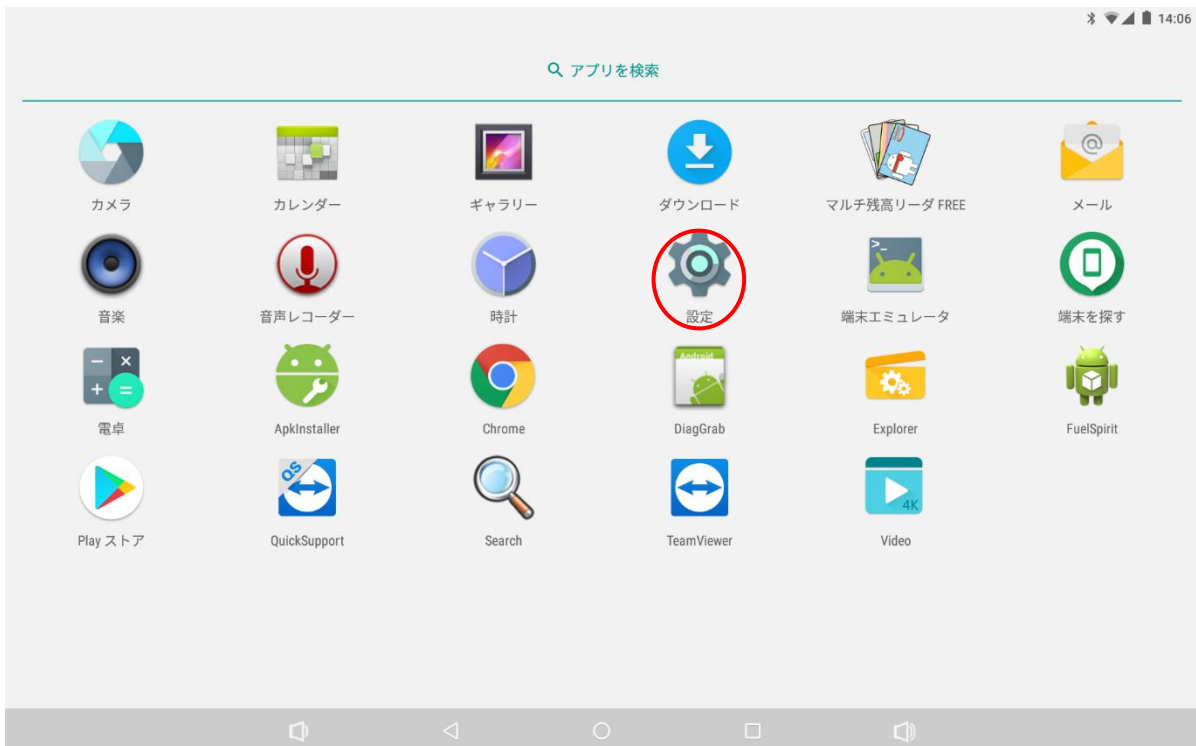 14:06
アプリを検索
カメラ
カレンダー
ギャラリー
ダウンロード
マルチ残高リーダ FREE
メール
音楽
音声レコーダー
時計
設定
端末エミュレータ
端末を探す
電卓
ApkInstaller
Chrome
Android
DiagGrab
Explorer
FuelSpirit
Play ストア
QS
QuickSupport
Search
TeamViewer
4K
Video